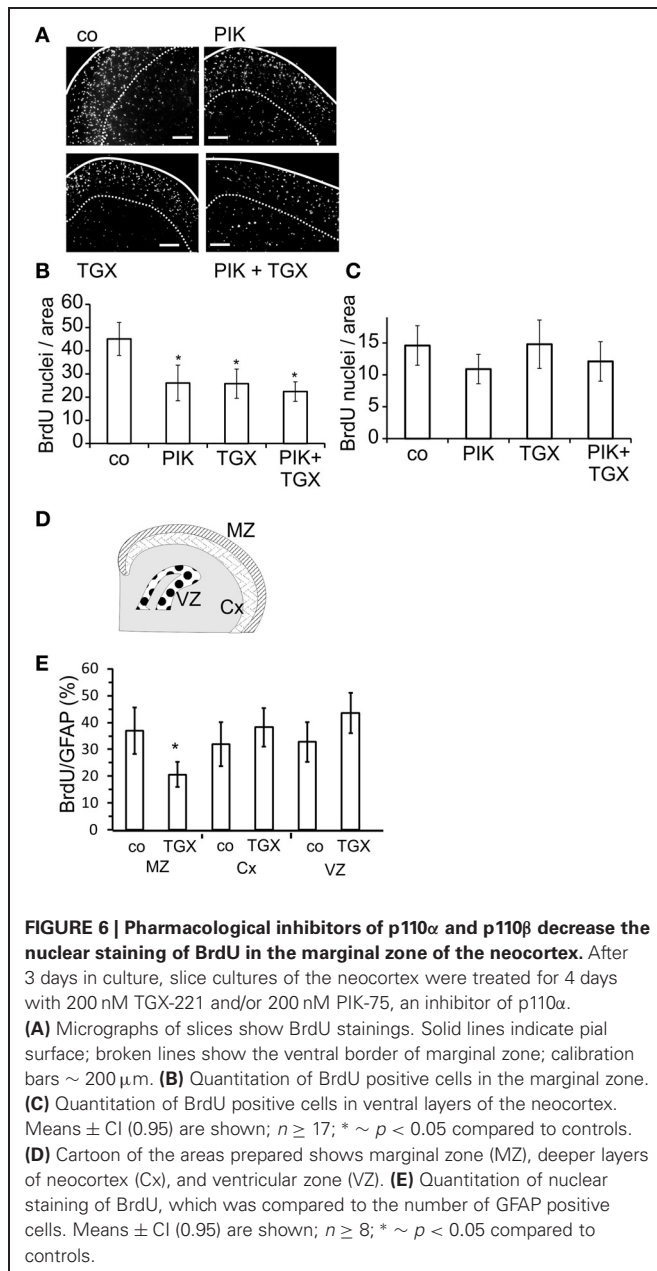 A
co PIK
TGX PIK + TGX
B
BrdU nuclei / area
45
40
30
20
10
0
co PIK TGX PIK+
TGX
C
BrdU nuclei / area
15
10
5
0
co PIK TGX PIK+
TGX
D
MZ
VZ
Cx
E
BrdU/GFAP (%)
60
50
40
30
20
10
0
*
*
*
*
co TGX co TGX co TGX
MZ Cx VZ
FIGURE 6 | Pharmacological inhibitors of p110α and p110β decrease the
nuclear staining of BrdU in the marginal zone of the neocortex. After
3 days in culture, slice cultures of the neocortex were treated for 4 days
with 200 nM TGX-221 and/or 200 nM PIK-75, an inhibitor of p110α.
(A) Micrographs of slices show BrdU stainings. Solid lines indicate pial
surface; broken lines show the ventral border of marginal zone; calibration
bars ~ 200 μm. (B) Quantitation of BrdU positive cells in the marginal zone.
(C) Quantitation of BrdU positive cells in ventral layers of the neocortex.
Means ± CI (0.95) are shown; n ≥ 17; * ~ p < 0.05 compared to controls.
(D) Cartoon of the areas prepared shows marginal zone (MZ), deeper layers
of neocortex (Cx), and ventricular zone (VZ). (E) Quantitation of nuclear
staining of BrdU, which was compared to the number of GFAP positive
cells. Means ± CI (0.95) are shown; n ≥ 8; * ~ p < 0.05 compared to
controls.